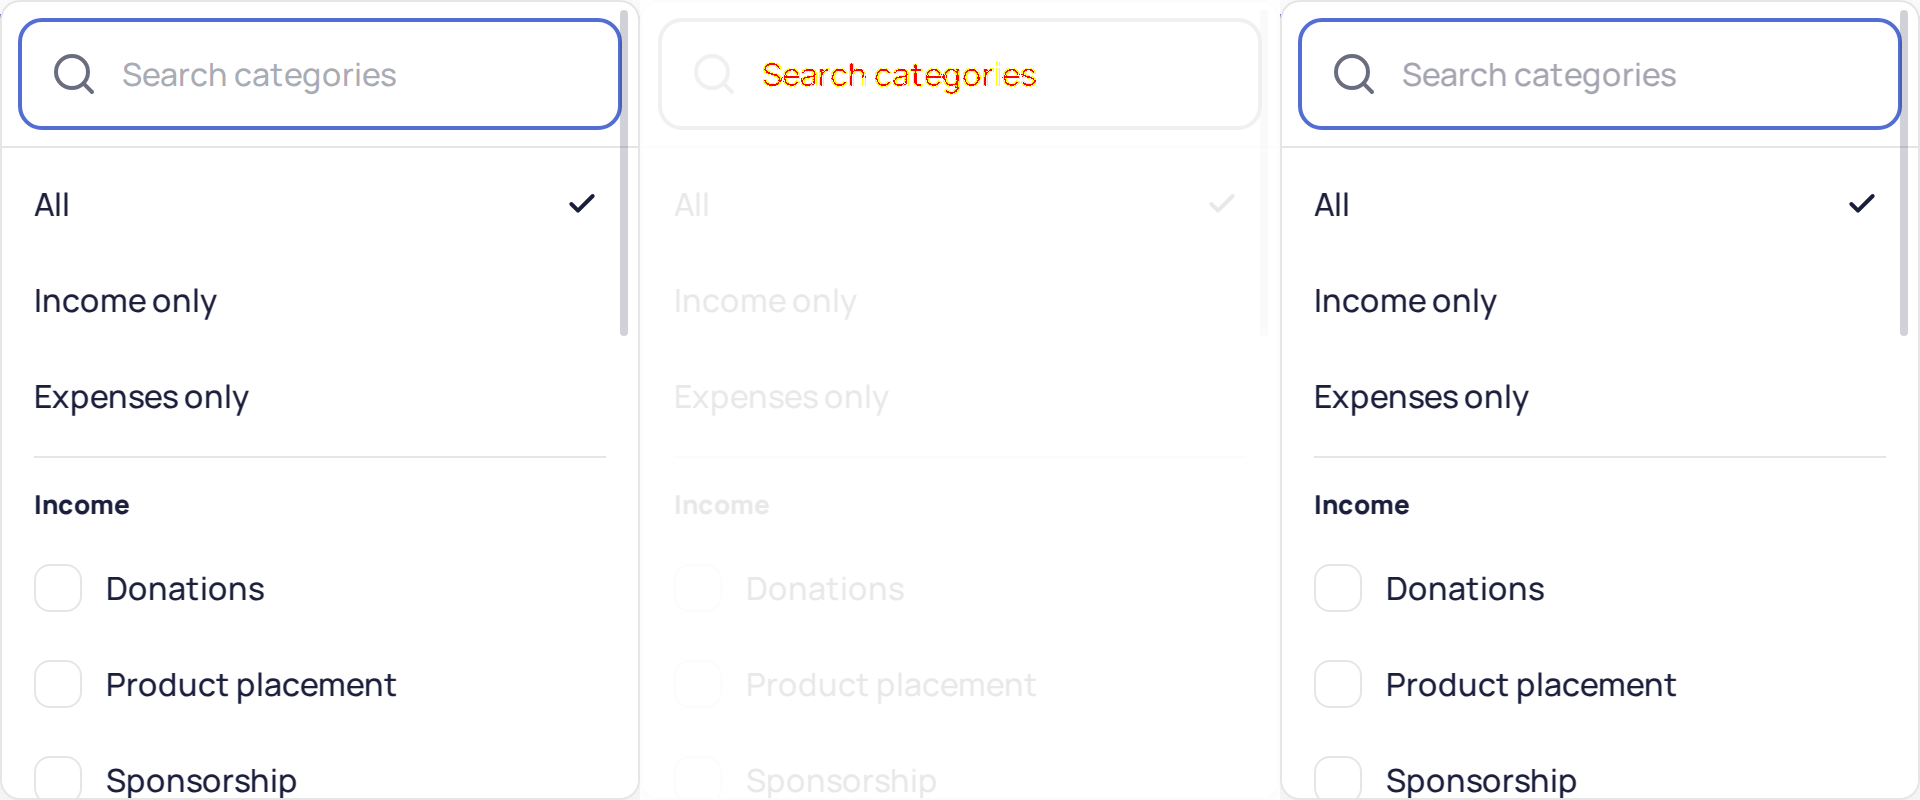 Search categories
All
Income only
Expenses only
Income
Donations
Product placement
Sponsorship
Search categories
All
Income only
Expenses only
Income
Donations
Product placement
Sponsorship
Search categories
All
Income only
Expenses only
Income
Donations
Product placement
Sponsorship